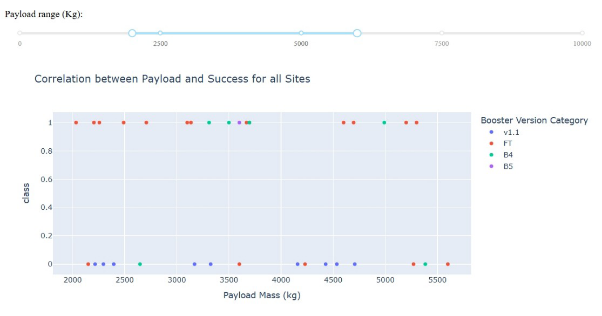 Payload range (Kg):
0 2500 5000 7500 10000
Correlation between Payload and Success for all Sites
Booster Version Category
v1.1
FT
B4
B5
class
1
0.8
0.6
0.4
0.2
0
2000 2500 3000 3500 4000 4500 5000 5500
Payload Mass (kg)